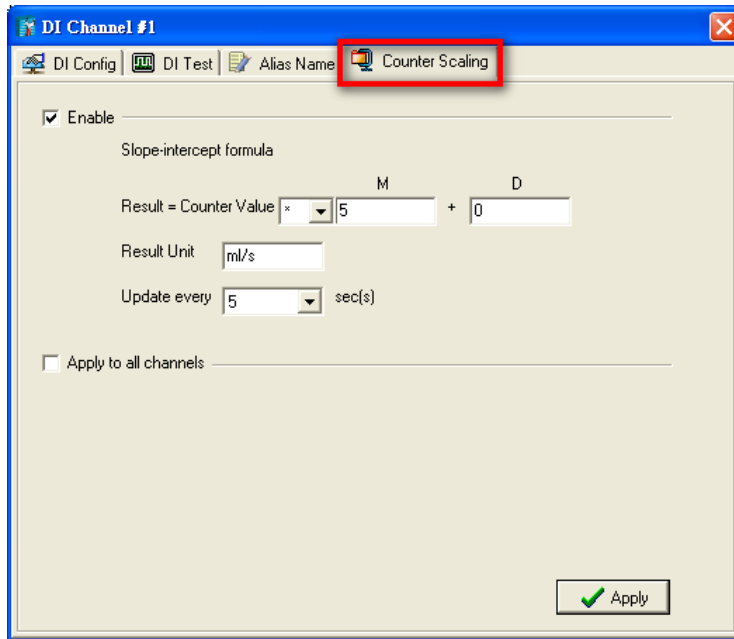 DI Channel #1
DI Config DI Test Alias Name Counter Scaling
Enable
Slope-intercept formula
M D
Result = Counter Value * 5 + 0
Result Unit ml/s
Update every 5 sec(s)
Apply to all channels
Apply